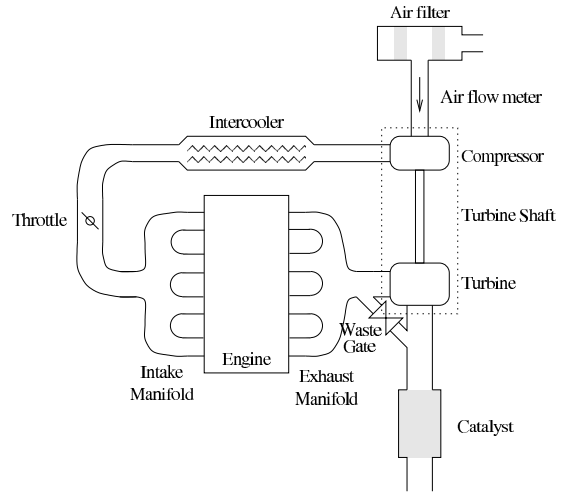 Air filter
Air flow meter
Intercooler
Compressor
Throttle
Turbine Shaft
Turbine
Waste
Gate
Engine
Intake
Manifold
Exhaust
Manifold
Catalyst